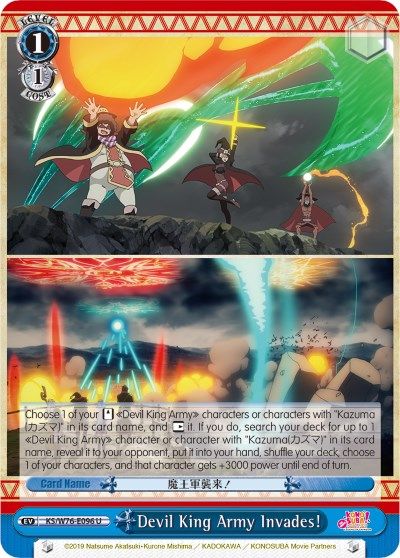 1
1
COST
Choose 1 of your 《Devil King Army》 characters or characters with "Kazuma
(カズマ)" in its card name, and it. If you do, search your deck for up to 1
《Devil King Army》 character or character with "Kazuma(カズマ)" in its card
name, reveal it to your opponent, put it into your hand, shuffle your deck, choose
1 of your characters, and that character gets +3000 power until end of turn.
Card Name 魔王軍襲来！
EV KS/W76-E096 U Devil King Army Invades!
©2019 Natsume Akatsuki・Kurone Mishima / KADOKAWA / KONOSUBA Movie Partners